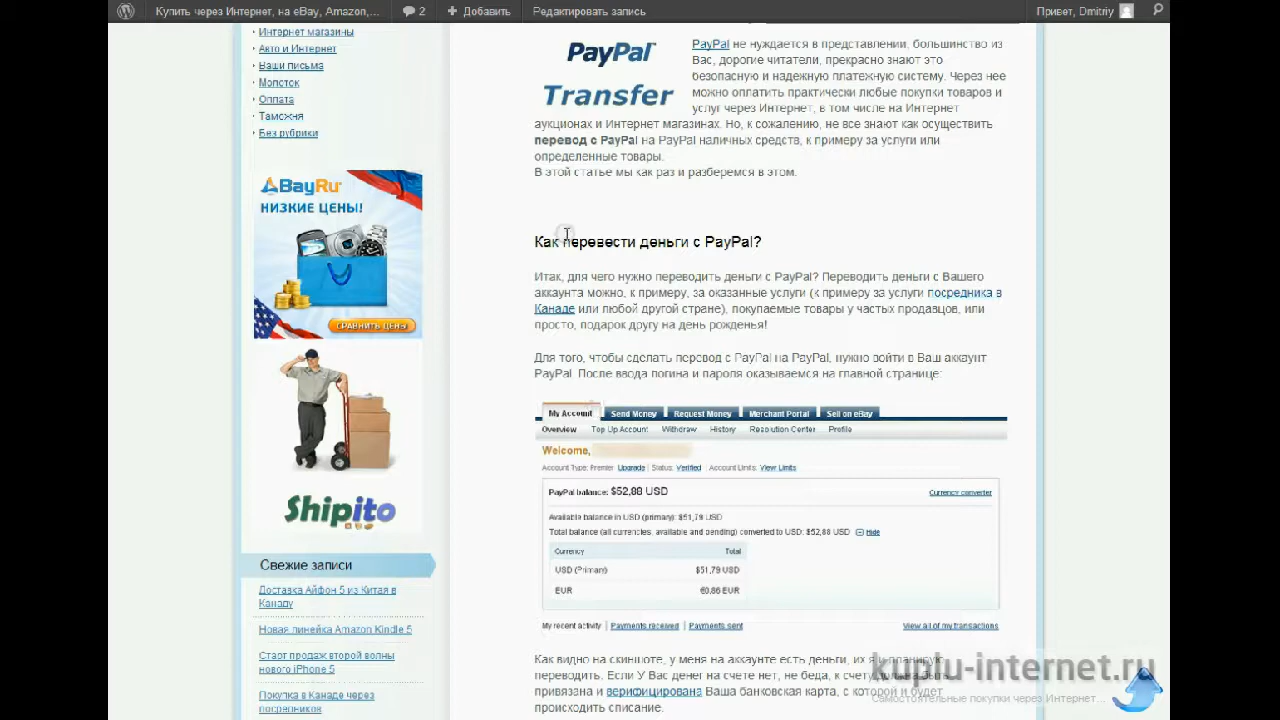 Купить через Интернет, на eBay, Amazon,...
2
Добавить
Редактировать запись
Привет, Dmitriy
Интернет магазины
Авто и Интернет
Ваши письма
Молоток
Оплата
Таможня
Без рубрики
BayRu
НИЗКИЕ ЦЕНЫ!
СРАВНИТЬ ЦЕНЫ
Shipito
Свежие записи
Доставка Айфон 5 из Китая в
Канаду
Новая линейка Amazon Kindle 5
Старт продаж второй волны
нового iPhone 5
Покупка в Канаде через
посредников
PayPal
Transfer
PayPal не нуждается в представлении, большинство из
Вас, дорогие читатели, прекрасно знают это
безопасную и надежную платежную систему. Через нее
можно оплатить практически любые покупки товаров и
услуг через Интернет, в том числе на Интернет
аукционах и Интернет магазинах. Но, к сожалению, не все знают как осуществить
перевод с PayPal на PayPal наличных средств, к примеру за услуги или
определенные товары.
В этой статье мы как раз и разберемся в этом.
Как перевести деньги с PayPal?
Итак, для чего нужно переводить деньги с PayPal? Переводить деньги с Вашего
аккаунта можно, к примеру, за оказанные услуги (к примеру за услуги посредника в
Канаде или любой другой стране), покупаемые товары у частых продавцов, или
просто, подарок другу на день рожденья!
Для того, чтобы сделать перевод с PayPal на PayPal, нужно войти в Ваш аккаунт
PayPal. После ввода логина и пароля оказываемся на главной странице:
My Account Send Money Request Money Merchant Portal Sell on eBay
Overview Top Up Account Withdraw History Resolution Center Profile
Welcome,
Account Type: Premier Upgrade | Status: Verified | Account Limits: View Limits
PayPal balance: $52,88 USD
Currency converter
Available balance in USD (primary): $51,79 USD
Total balance (all currencies, available and pending) converted to USD: $52,88 USD Hide
Currency Total
USD (Primary) $51,79 USD
EUR €0,86 EUR
My recent activity | Payments received | Payments sent
View all of my transactions
Как видно на скиншоте, у меня на аккаунте есть деньги, их я и планирую
переводить. Если У Вас денег на счете нет, не беда, к счету должна быть
привязана и верифицирована Ваша банковская карта, с которой и будет
происходить списание.
kuplu-internet.ru
Самостоятельные покупки через Интернет...